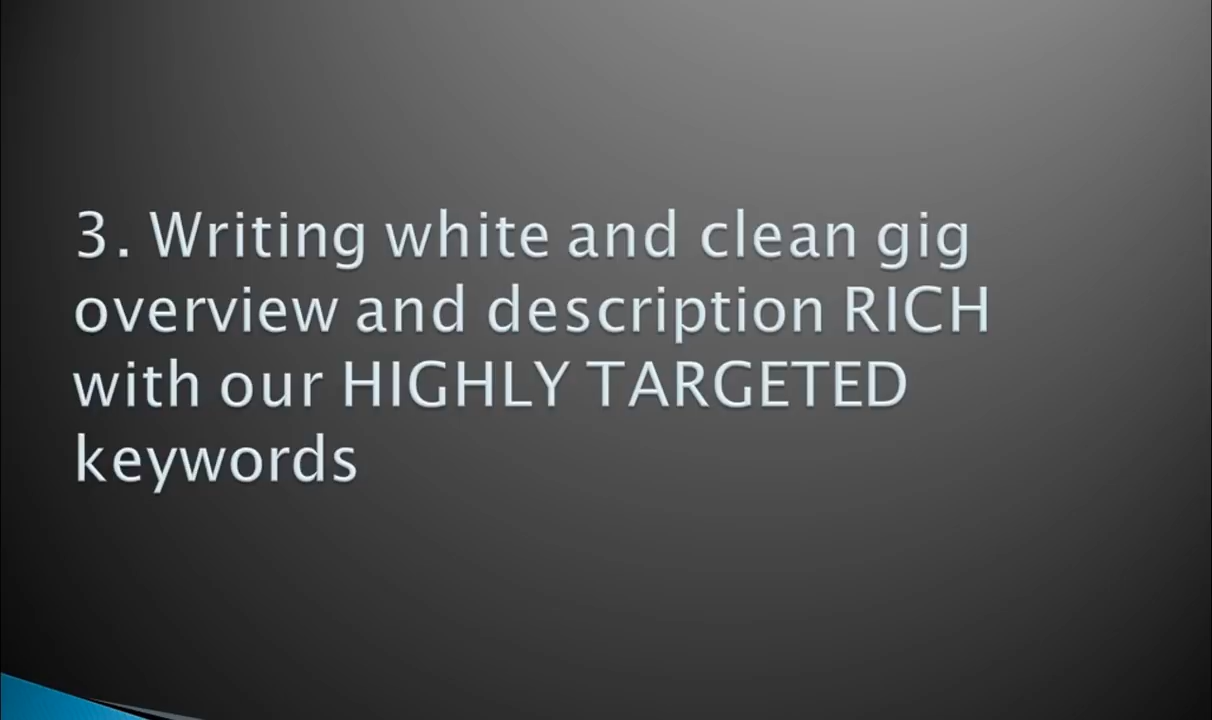 3. Writing white and clean gig
overview and description RICH
with our HIGHLY TARGETED
keywords